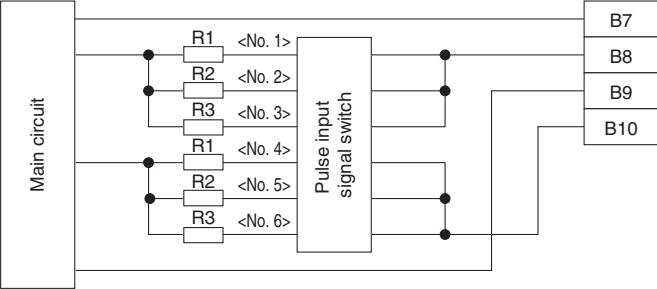 Main circuit
R1 <No. 1>
R2 <No. 2>
R3 <No. 3>
R1 <No. 4>
R2 <No. 5>
R3 <No. 6>
Pulse input
signal switch
B7
B8
B9
B10